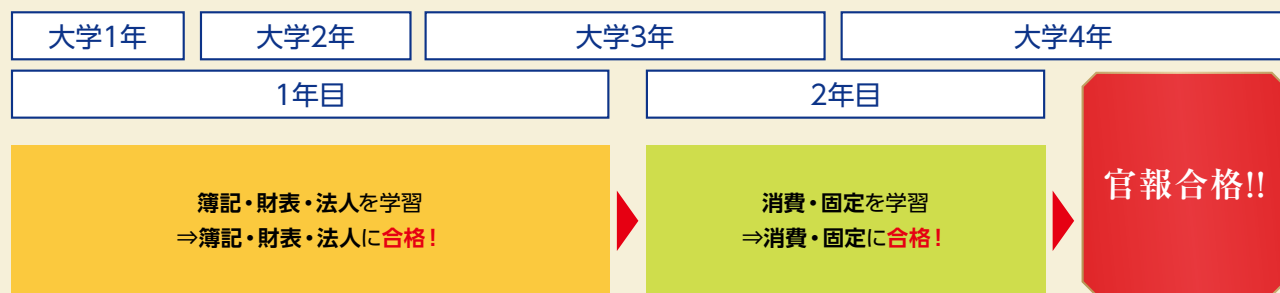 大学1年 大学2年 大学3年 大学4年
1年目 2年目
簿記・財表・法人を学習
⇒簿記・財表・法人に合格！
消費・固定を学習
⇒消費・固定に合格！
官報合格!!